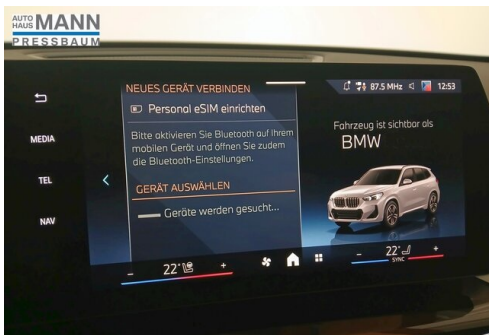 AUTO
HAUS MANN
PRESSBAUM
NEUES GERÄT VERBINDEN
Personal eSIM einrichten
Bitte aktivieren Sie Bluetooth auf Ihrem
mobilen Gerät und öffnen Sie zudem
die Bluetooth-Einstellungen.
GERÄT AUSWÄHLEN
Geräte werden gesucht...
87.5 MHz
12:53
Fahrzeug ist sichtbar als
BMW
MEDIA
TEL
NAV
- 22° +
- 22° +
SYNC